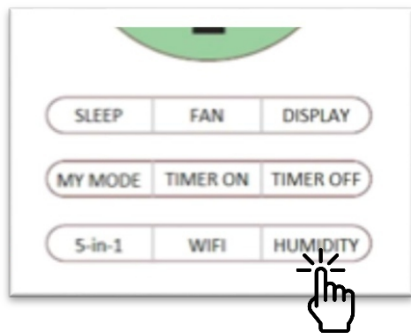 SLEEP FAN DISPLAY
MY MODE TIMER ON TIMER OFF
5-in-1 WIFI HUMIDITY